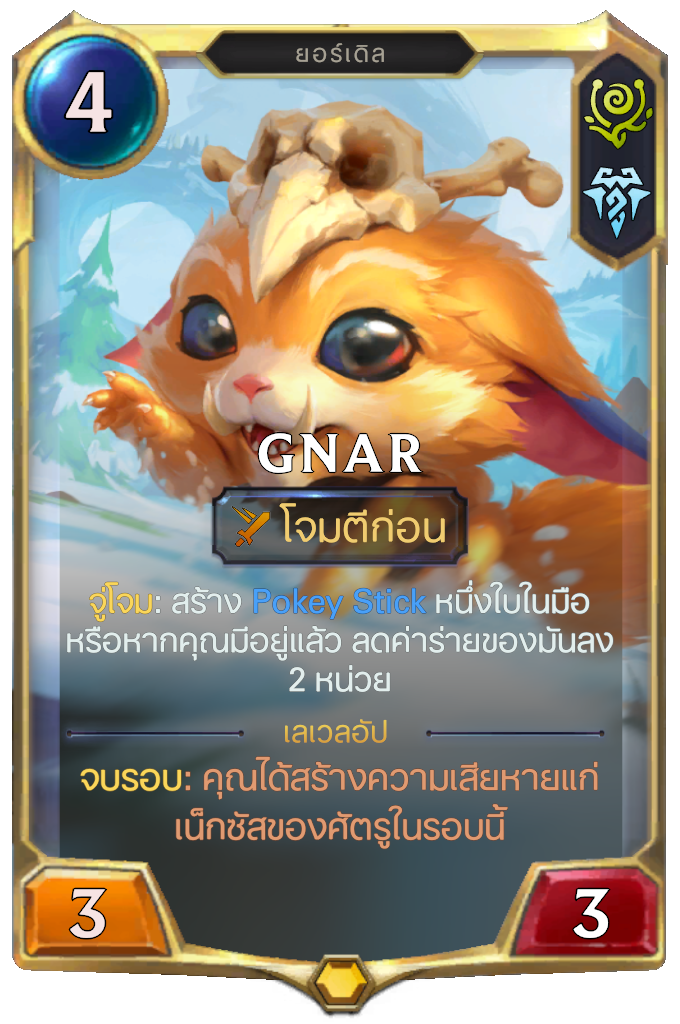 4
ยอร์เดิล
GNAR
โจมตีก่อน
จู่โจม: สร้าง Pokey Stick หนึ่งใบในมือ
หรือหากคุณมีอยู่แล้ว ลดค่าร่ายของมันลง
2 หน่วย
เลเวลอัป
จบรอบ: คุณได้สร้างความเสียหายแก่
เน็กซัสของศัตรูในรอบนี้
3
3